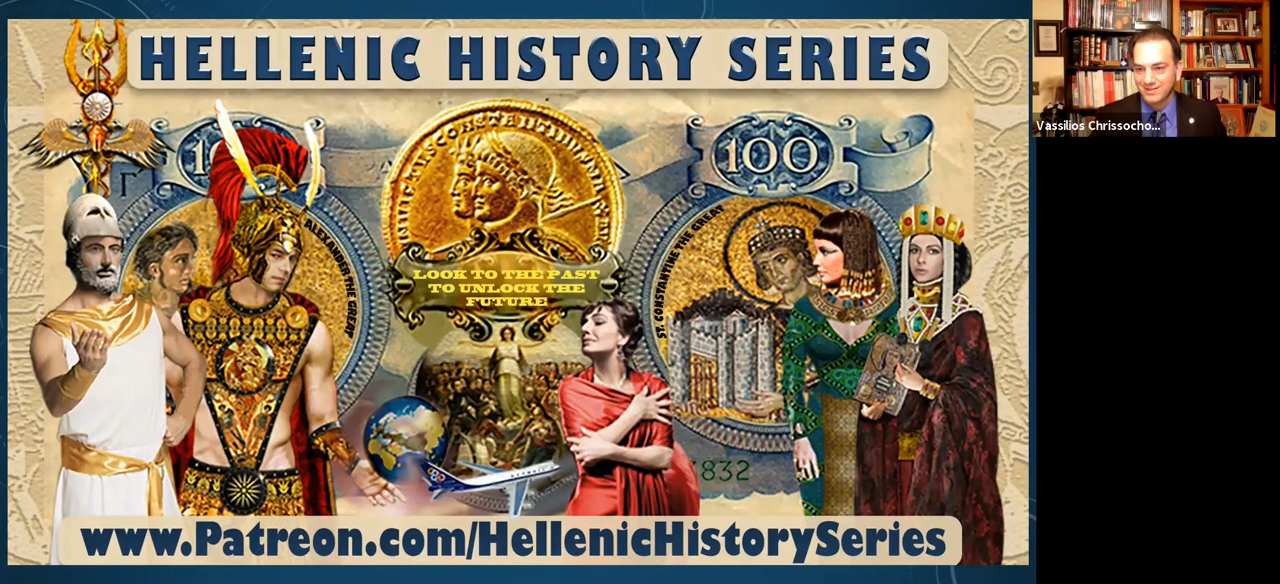 HELLENIC HISTORY SERIES
Vassilios Chrissocho...
100
ALEXANDER THE GREAT
ST. CONSTANTINE THE GREAT
LOOK TO THE PAST
TO UNLOCK THE
FUTURE
832
www.Patreon.com/HellenicHistorySeries